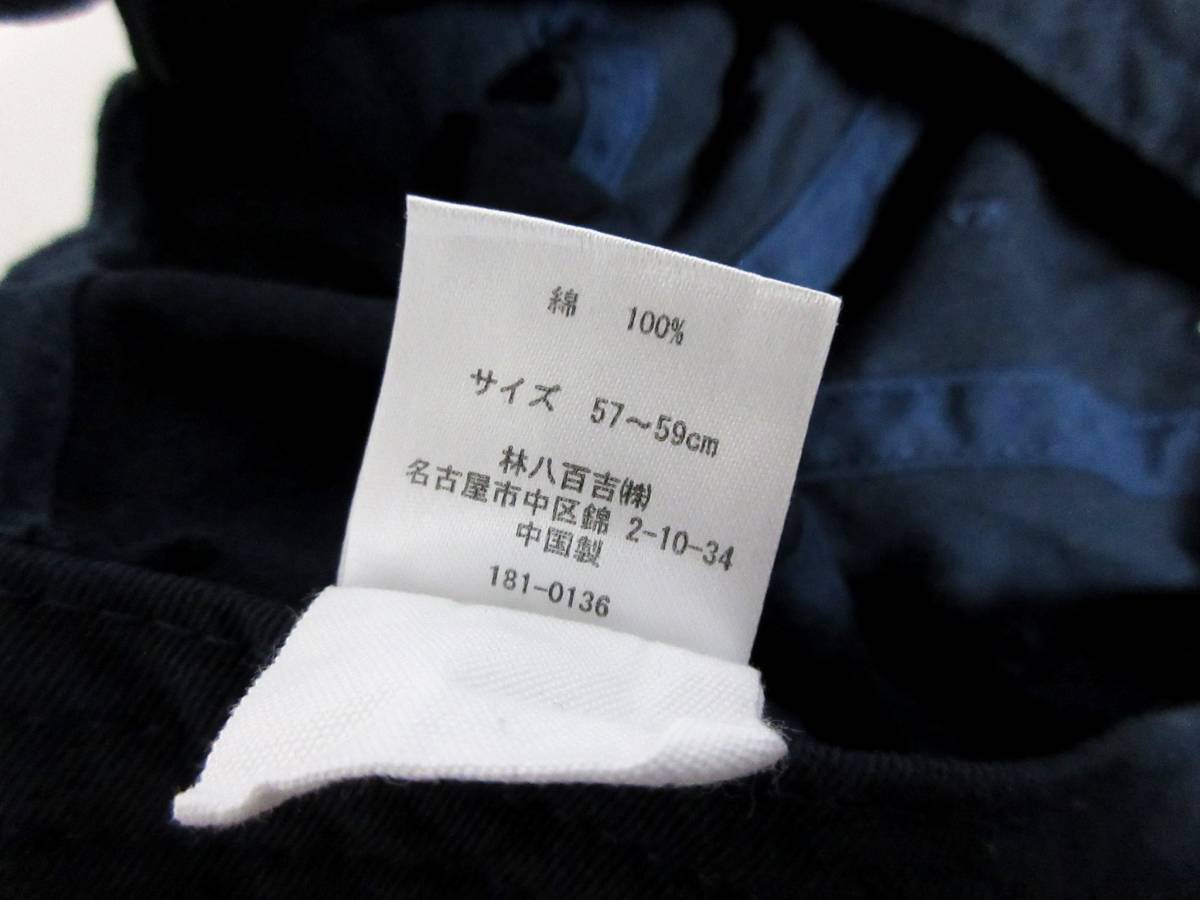 綿 100%
サイズ 57～59cm
林八百吉㈱
名古屋市中区錦 2-10-34
中国製
181-0136